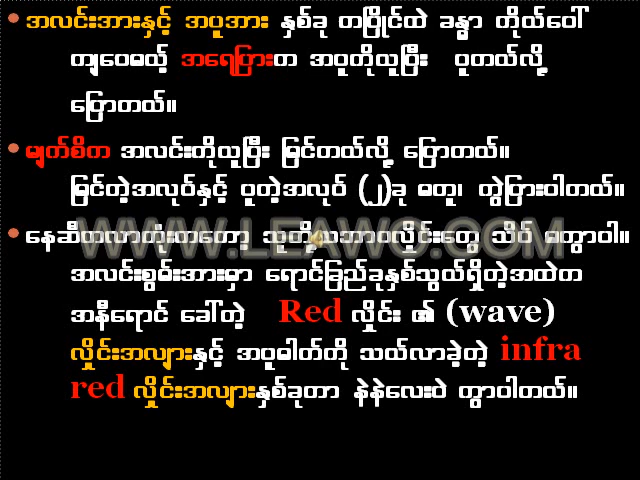 • အလင်းအားနှင့် အပူအား နှစ်ခု တပြိုင်ထဲ ခန္ဓာ ကိုယ်ပေါ်
ကျပေမယ့် အရေပြားက အပူကိုယူပြီး ပူတယ်လို့
ပြောတယ်။
• မျက်စိက အလင်းကိုယူပြီး မြင်တယ်လို့ ပြောတယ်။
မြင်တဲ့အလုပ်နှင့် ပူတဲ့အလုပ် (၂)ခု မတူ၊ ကွဲပြားပါတယ်။
• နေဆီကလာတုံးကတော့ သူတို့သဘာဝလှိုင်းတွေ သိပ် မကွာပါ။
အလင်းစွမ်းအားမှာ ရောင်ခြည်ခုနှစ်သွယ်ရှိတဲ့အထဲက
အနီရောင် ခေါ်တဲ့ Red လှိုင်း ၏ (wave)
လှိုင်းအလျားနှင့် အပူဓါတ်ကို သယ်လာခဲ့တဲ့ infra
red လှိုင်းအလျားနှစ်ခုဟာ နဲနဲလေးပဲ ကွာပါတယ်။
WWW.LEAWS.COM